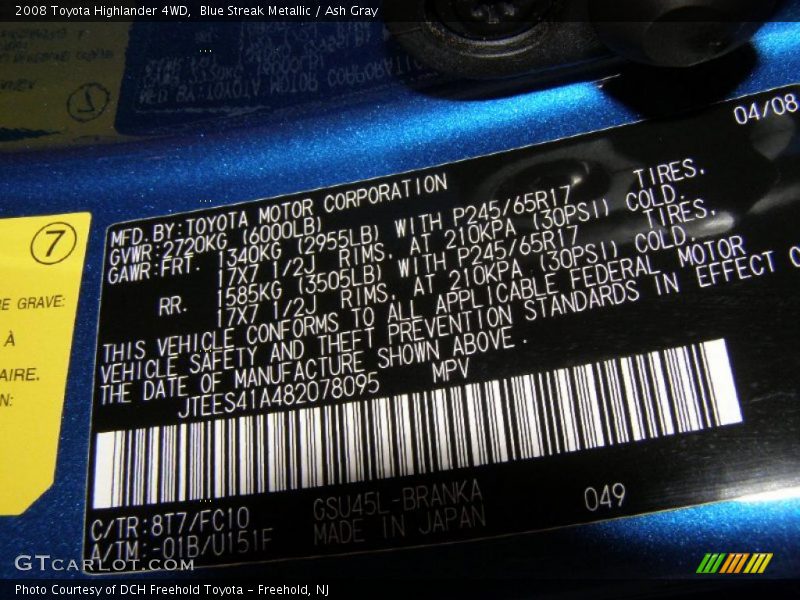 2008 Toyota Highlander 4WD,  Blue Streak Metallic / Ash Gray
04/08
MFD.BY:TOYOTA MOTOR CORPORATION
GVWR:2720KG (6000LB)
GAWR:FRT. 1340KG (2955LB) WITH P245/65R17 TIRES.
17X7 1/2J RIMS, AT 210KPA (30PSI) COLD.
RR. 1585KG (3505LB) WITH P245/65R17 TIRES.
17X7 1/2J RIMS, AT 210KPA (30PSI) COLD.
THIS VEHICLE CONFORMS TO ALL APPLICABLE FEDERAL MOTOR
VEHICLE SAFETY AND THEFT PREVENTION STANDARDS IN EFFECT O
THE DATE OF MANUFACTURE SHOWN ABOVE.
JTEES41A482078095 MPV
C/TR:8T7/FC10 GSU45L-BRANKA 049
A/TM:-01B/U151F MADE IN JAPAN
7
RE GRAVE:
À
AIRE.
N:
GTCARLOT.COM
Photo Courtesy of DCH Freehold Toyota - Freehold, NJ